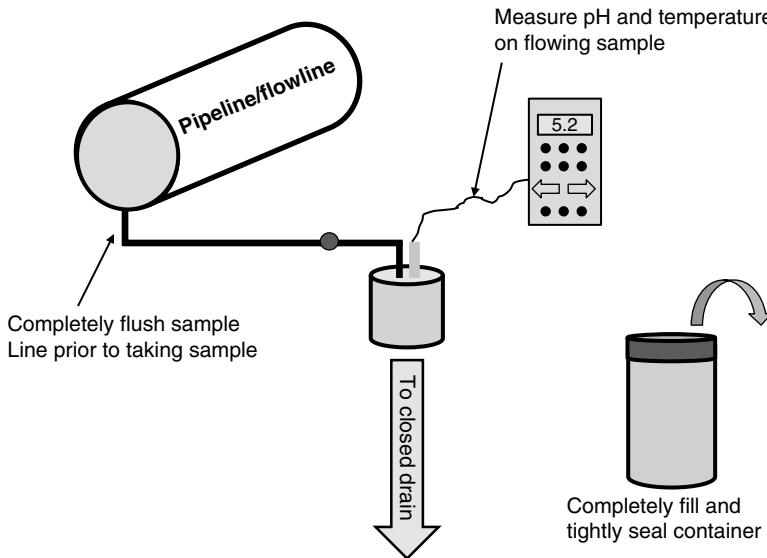 Measure pH and temperature
on flowing sample
Pipeline/flowline
5.2
Completely flush sample
Line prior to taking sample
To closed drain
Completely fill and
tightly seal container